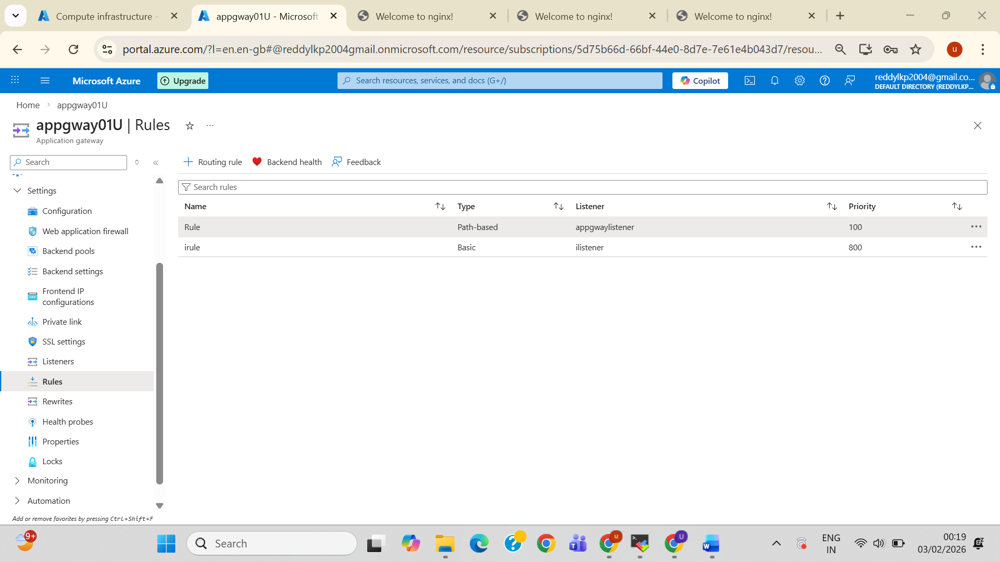 Compute infrastructure -
appgway01U - Microsoft
Welcome to nginx!
Welcome to nginx!
Welcome to nginx!
portal.azure.com/?l=en.en-gb#@reddylkp2004gmail.onmicrosoft.com/resource/subscriptions/5d75b66d-66bf-44e0-8d7e-7e61e4b043d7/resou...
u
Microsoft Azure
Upgrade
Search resources, services, and docs (G+/)
Copilot
reddylkp2004@gmail.co...
DEFAULT DIRECTORY (REDDYLKP...
Home > appgway01U
appgway01U | Rules
Application gateway
Search
Settings
Configuration
Web application firewall
Backend pools
Backend settings
Frontend IP
configurations
Private link
SSL settings
Listeners
Rules
Rewrites
Health probes
Properties
Locks
Monitoring
Automation
Add or remove favorites by pressing Ctrl+Shift+F
Routing rule
Backend health
Feedback
Search rules
Name Type Listener Priority
Rule Path-based appgwaylistener 100
irule Basic ilistener 800
9+
Search
u
U
ENG
IN
00:19
03/02/2026